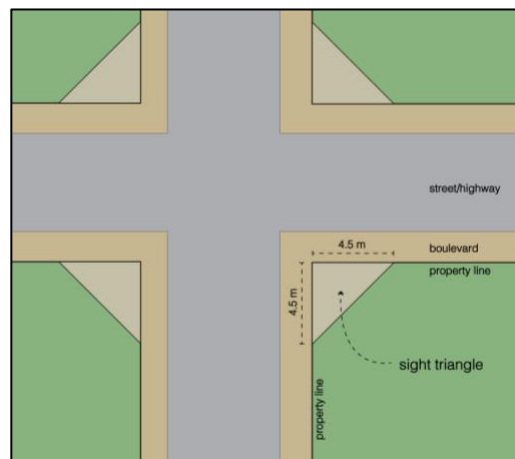 street/highway
4.5 m
boulevard
property line
4.5 m
sight triangle
property line